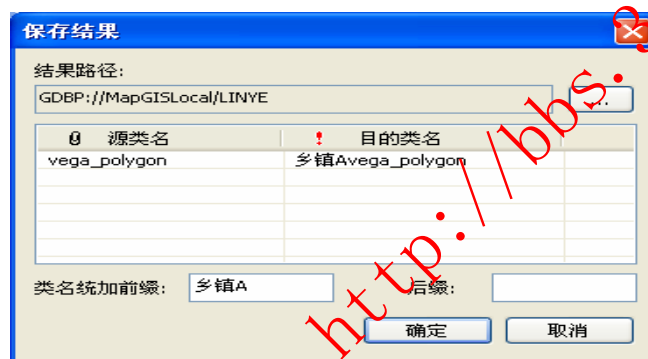 保存结果
结果路径:
GDBP://MapGISLocal/LINYE
...
源类名 目的类名
vega_polygon 乡镇Avega_polygon
类名统加前缀: 乡镇A 后缀:
确定 取消
http://bbs.3